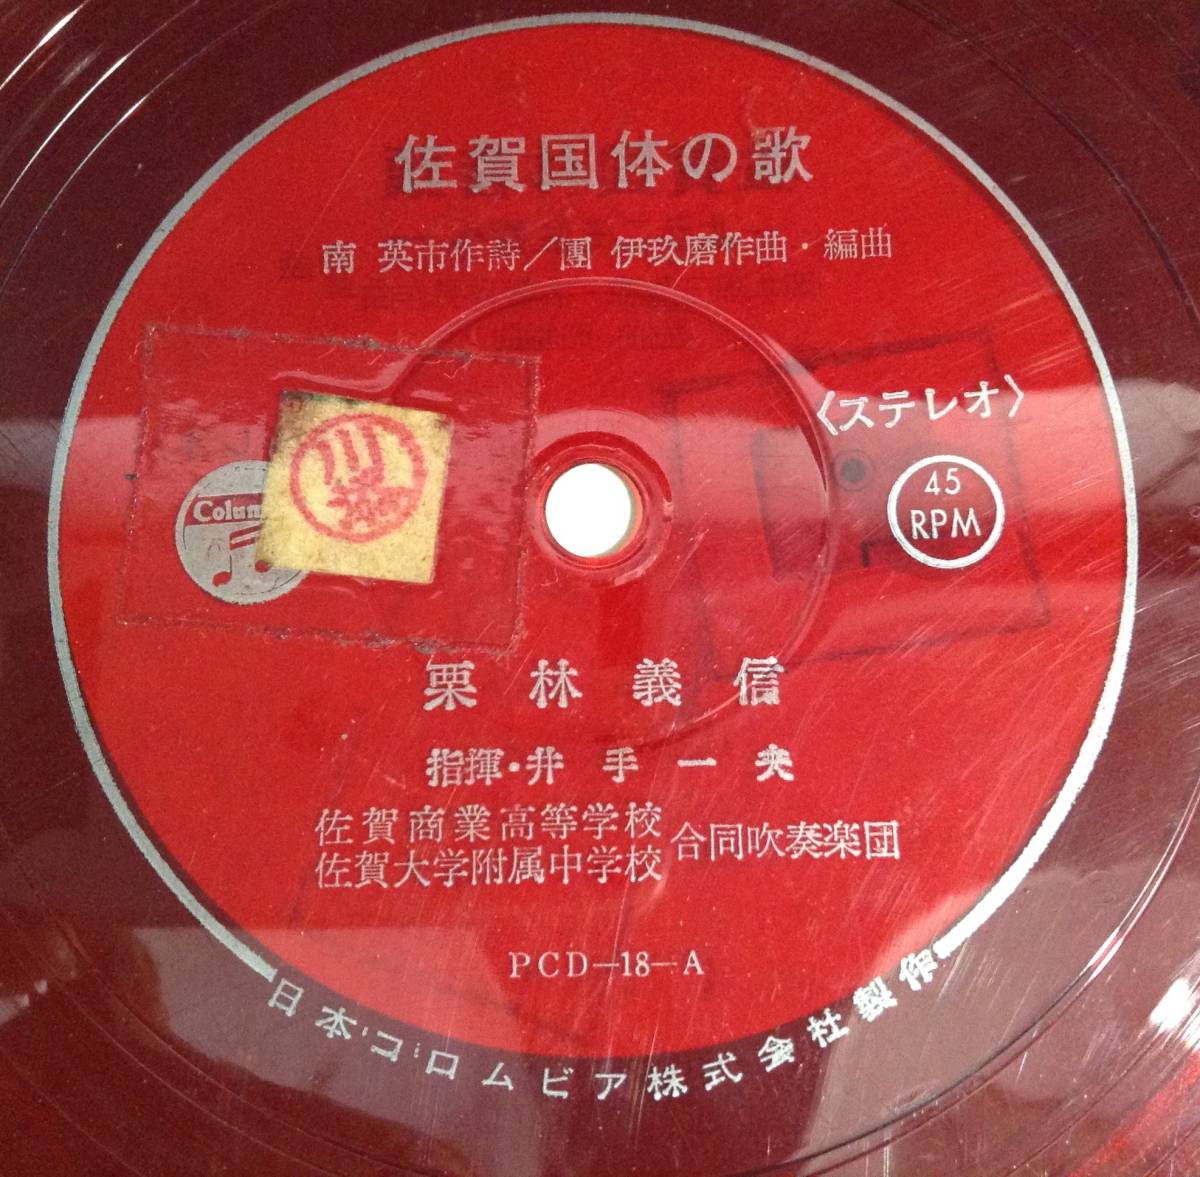 佐賀国体の歌
南 英市作詩／團 伊玖磨作曲・編曲
〈ステレオ〉
45
RPM
Colum
栗林義信
指揮・井手一夫
佐賀商業高等学校
佐賀大学附属中学校
合同吹奏楽団
PCD-18-A
日本コロムビア株式会社製作